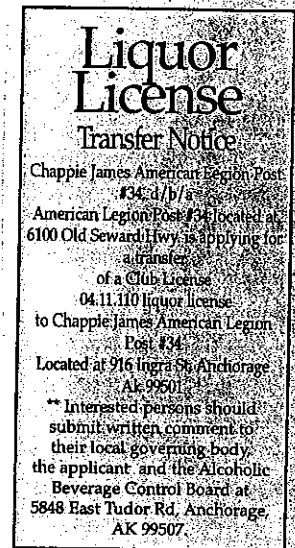 Liquor
License
Transfer Notice
Chappie James American Legion Post
#34, d/b/a
American Legion Post #34 located at
6100 Old Seward Hwy. is applying for
a transfer
of a Club License
04.11.110 liquor license
to Chappie James American Legion
Post #34
Located at 916 Ingra St, Anchorage
Ak 99501.
** Interested persons should
submit written comment to
their local governing body,
the applicant and the Alcoholic
Beverage Control Board at
5848 East Tudor Rd, Anchorage,
AK 99507.